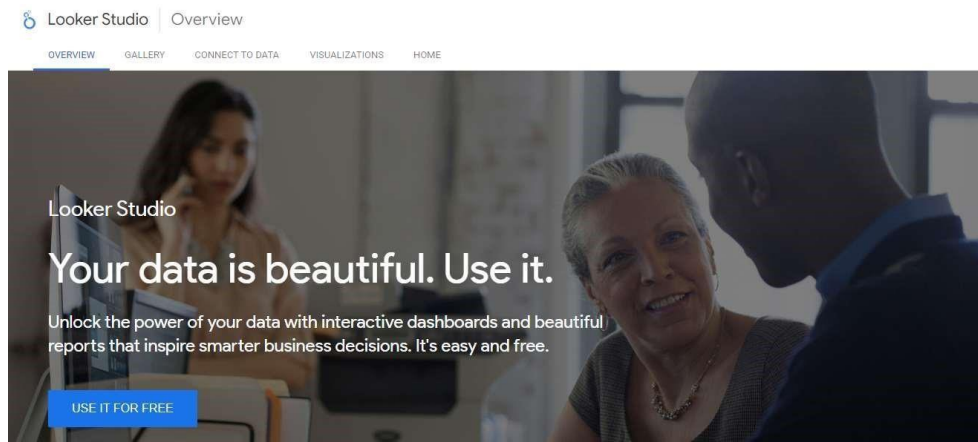 Looker Studio Overview
OVERVIEW GALLERY CONNECT TO DATA VISUALIZATIONS HOME
Looker Studio
Your data is beautiful. Use it.
Unlock the power of your data with interactive dashboards and beautiful
reports that inspire smarter business decisions. It's easy and free.
USE IT FOR FREE